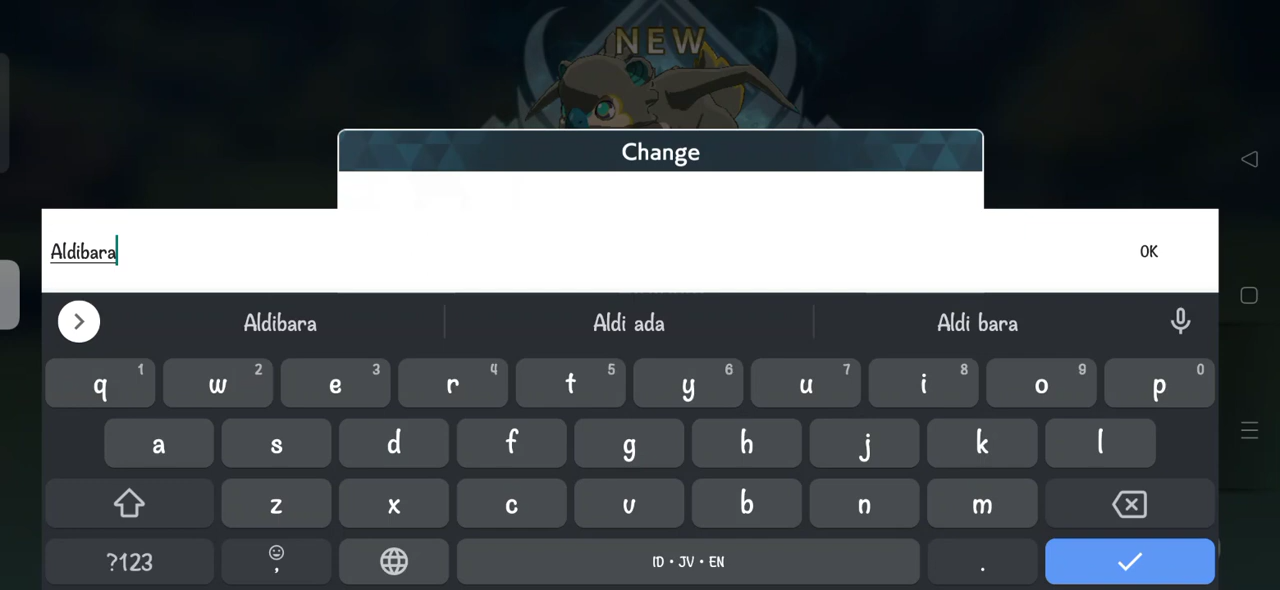 NEW
Change
Aldibara
OK
Aldibara Aldi ada Aldi bara
q 1 w 2 e 3 r 4 t 5 y 6 u 7 i 8 o 9 p 0
a s d f g h j k l
z x c v b n m
?123 , ID • JV • EN .